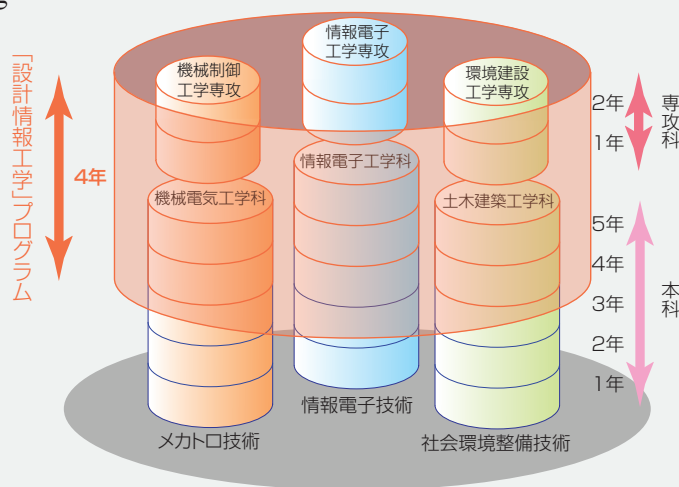 情報電子
工学専攻
機械制御
工学専攻
環境建設
工学専攻
「設計情報工学」プログラム
4年
2年
1年
専攻科
情報電子工学科
機械電気工学科
土木建築工学科
5年
4年
3年
2年
1年
本科
情報電子技術
メカトロ技術
社会環境整備技術